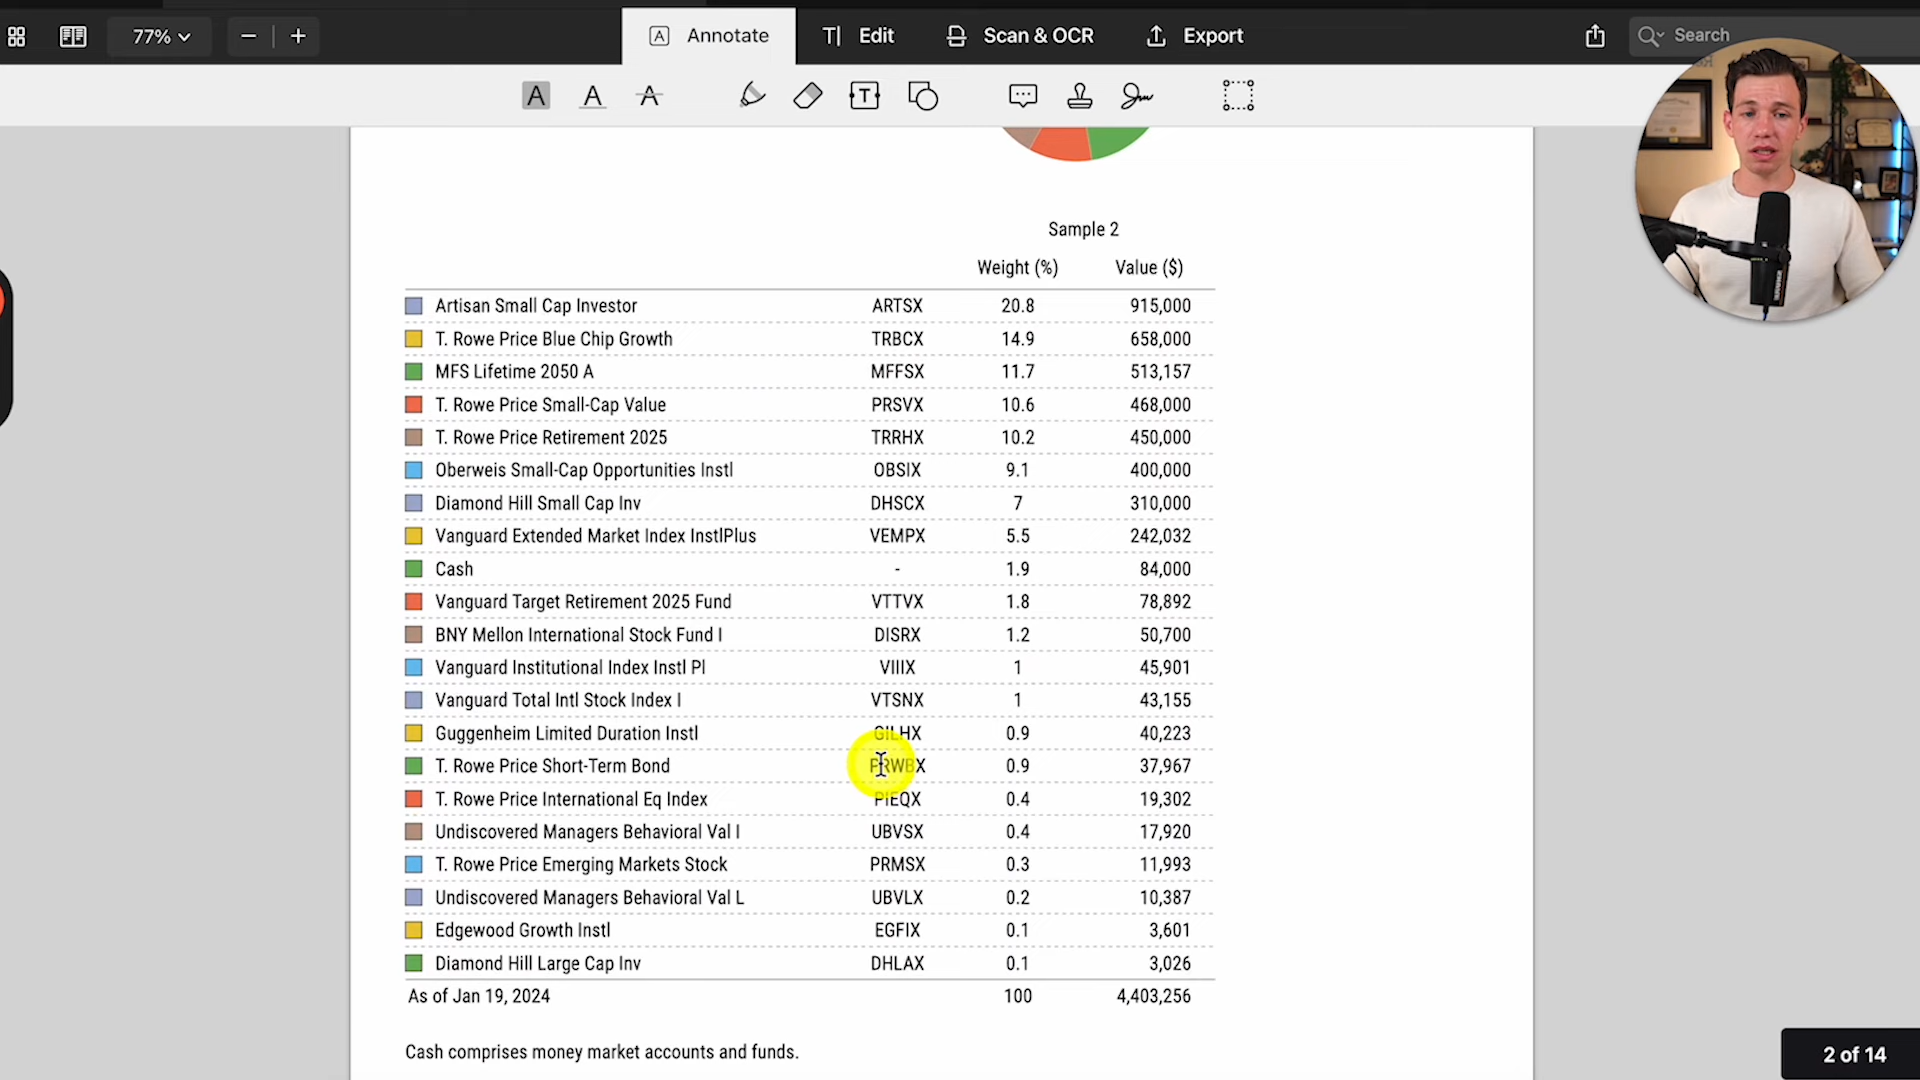 77%
Annotate
Edit
Scan & OCR
Export
Search
Sample 2
Weight (%) Value ($)
Artisan Small Cap Investor ARTSX 20.8 915,000
T. Rowe Price Blue Chip Growth TRBCX 14.9 658,000
MFS Lifetime 2050 A MFFSX 11.7 513,157
T. Rowe Price Small-Cap Value PRSVX 10.6 468,000
T. Rowe Price Retirement 2025 TRRHX 10.2 450,000
Oberweis Small-Cap Opportunities Instl OBSIX 9.1 400,000
Diamond Hill Small Cap Inv DHSCX 7 310,000
Vanguard Extended Market Index InstlPlus VEMPX 5.5 242,032
Cash - 1.9 84,000
Vanguard Target Retirement 2025 Fund VTTVX 1.8 78,892
BNY Mellon International Stock Fund I DISRX 1.2 50,700
Vanguard Institutional Index Instl Pl VIIIX 1 45,901
Vanguard Total Intl Stock Index I VTSNX 1 43,155
Guggenheim Limited Duration Instl GILHX 0.9 40,223
T. Rowe Price Short-Term Bond PRWBX 0.9 37,967
T. Rowe Price International Eq Index PIEQX 0.4 19,302
Undiscovered Managers Behavioral Val I UBVSX 0.4 17,920
T. Rowe Price Emerging Markets Stock PRMSX 0.3 11,993
Undiscovered Managers Behavioral Val L UBVLX 0.2 10,387
Edgewood Growth Instl EGFIX 0.1 3,601
Diamond Hill Large Cap Inv DHLAX 0.1 3,026
As of Jan 19, 2024 100 4,403,256
Cash comprises money market accounts and funds.
2 of 14